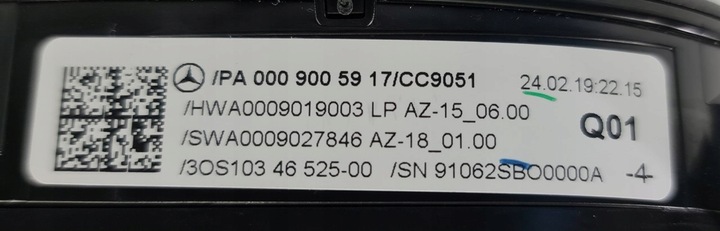 /PA 000 900 59 17/CC9051 24.02.19:22.15
/HWA0009019003 LP AZ-15_06.00
Q01
/SWA0009027846 AZ-18_01.00
/3OS103 46 525-00 /SN 91062SBO0000A -4-